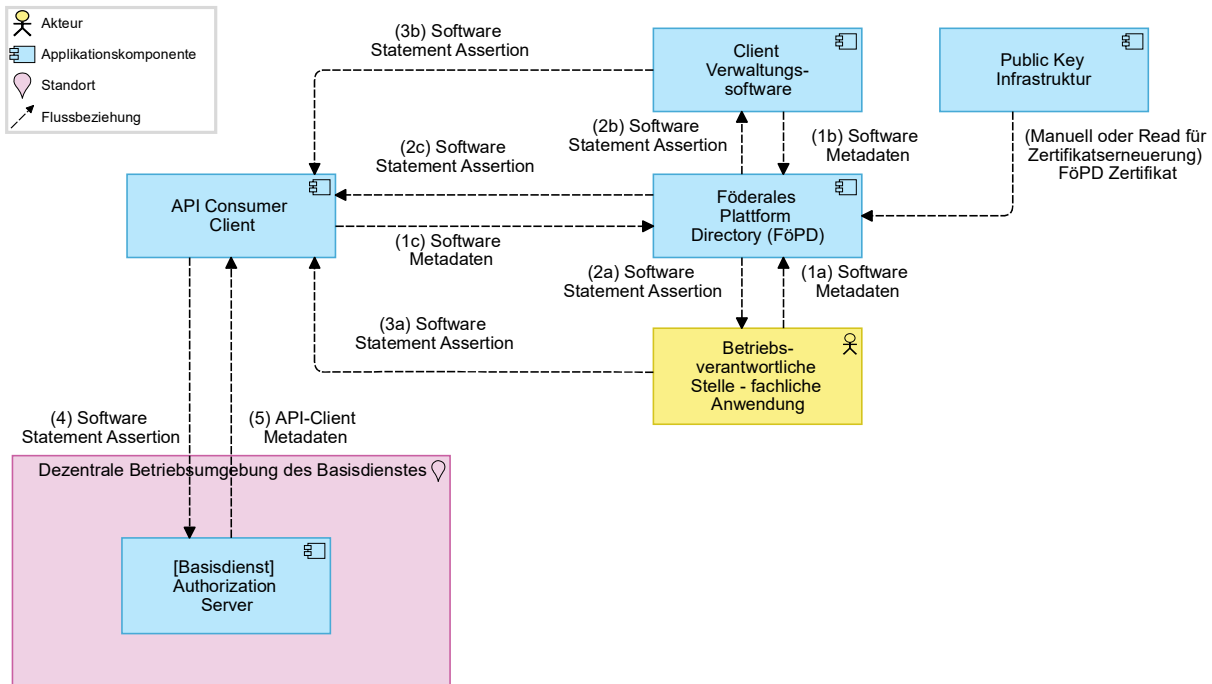 Akteur
Applikationskomponente
Standort
Flussbeziehung
(3b) Software
Statement Assertion
Client
Verwaltungs-
software
Public Key
Infrastruktur
(2b) Software
Statement Assertion
(1b) Software
Metadaten
(Manuell oder Read für
Zertifikatserneuerung)
FöPD Zertifikat
(2c) Software
Statement Assertion
API Consumer
Client
Föderales
Plattform
Directory (FöPD)
(1c) Software
Metadaten
(2a) Software
Statement Assertion
(1a) Software
Metadaten
(3a) Software
Statement Assertion
Betriebs-
verantwortliche
Stelle - fachliche
Anwendung
(4) Software
Statement Assertion
(5) API-Client
Metadaten
Dezentrale Betriebsumgebung des Basisdienstes
[Basisdienst]
Authorization
Server